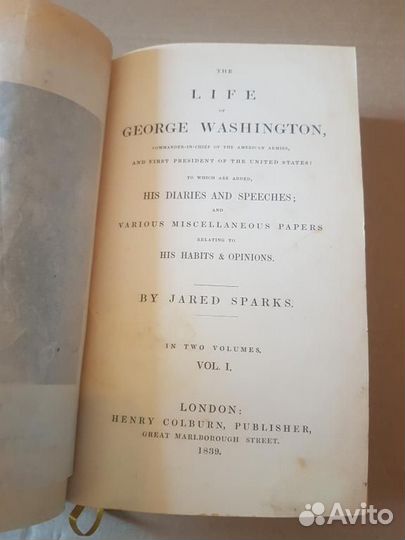 THE
LIFE
OF
GEORGE WASHINGTON,
COMMANDER-IN-CHIEF OF THE AMERICAN ARMIES,
AND FIRST PRESIDENT OF THE UNITED STATES:
TO WHICH ARE ADDED,
HIS DIARIES AND SPEECHES;
AND
VARIOUS MISCELLANEOUS PAPERS
RELATING TO
HIS HABITS & OPINIONS.
BY JARED SPARKS.
IN TWO VOLUMES.
VOL. I.
LONDON:
HENRY COLBURN, PUBLISHER,
GREAT MARLBOROUGH STREET.
1839.
Avito